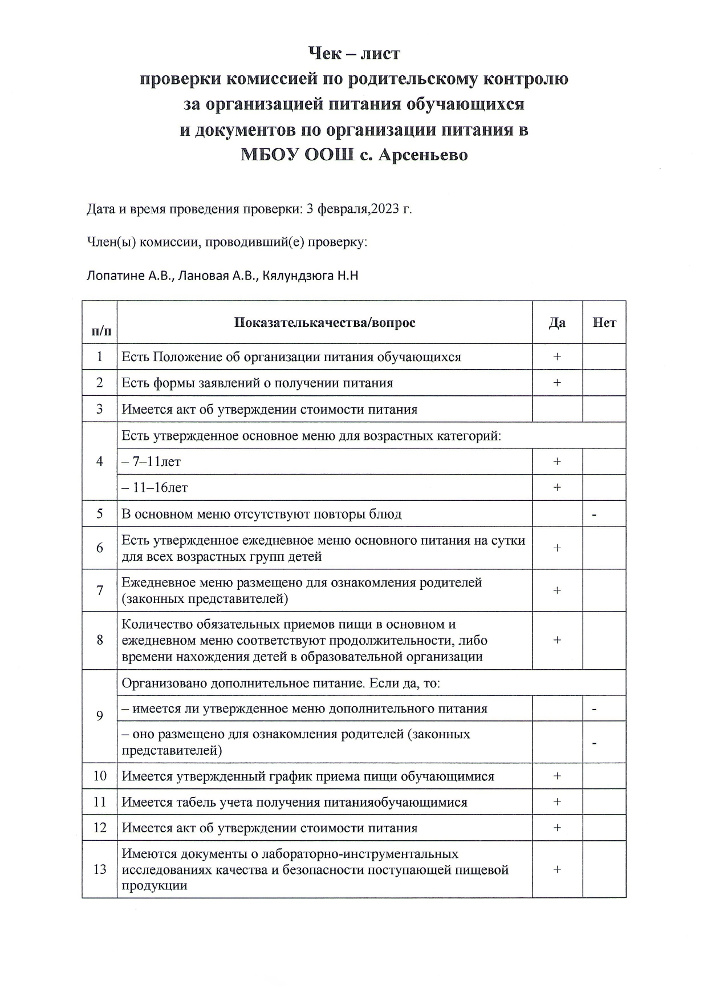 Чек – лист
проверки комиссией по родительскому контролю
за организацией питания обучающихся
и документов по организации питания в
МБОУ ООШ с. Арсеньево
Дата и время проведения проверки: 3 февраля,2023 г.
Член(ы) комиссии, проводивший(е) проверку:
Лопатине А.В., Лановая А.В., Кялундзюга Н.Н
п/п Показателькачества/вопрос Да Нет
1 Есть Положение об организации питания обучающихся +
2 Есть формы заявлений о получении питания +
3 Имеется акт об утверждении стоимости питания
4 Есть утвержденное основное меню для возрастных категорий:
– 7–11лет +
– 11–16лет +
5 В основном меню отсутствуют повторы блюд -
6 Есть утвержденное ежедневное меню основного питания на сутки
для всех возрастных групп детей +
7 Ежедневное меню размещено для ознакомления родителей
(законных представителей) +
8 Количество обязательных приемов пищи в основном и
ежедневном меню соответствуют продолжительности, либо +
времени нахождения детей в образовательной организации
9 Организовано дополнительное питание. Если да, то:
– имеется ли утвержденное меню дополнительного питания -
– оно размещено для ознакомления родителей (законных
представителей) -
10 Имеется утвержденный график приема пищи обучающимися +
11 Имеется табель учета получения питанияобучающимися +
12 Имеется акт об утверждении стоимости питания +
13 Имеются документы о лабораторно-инструментальных
исследованиях качества и безопасности поступающей пищевой +
продукции